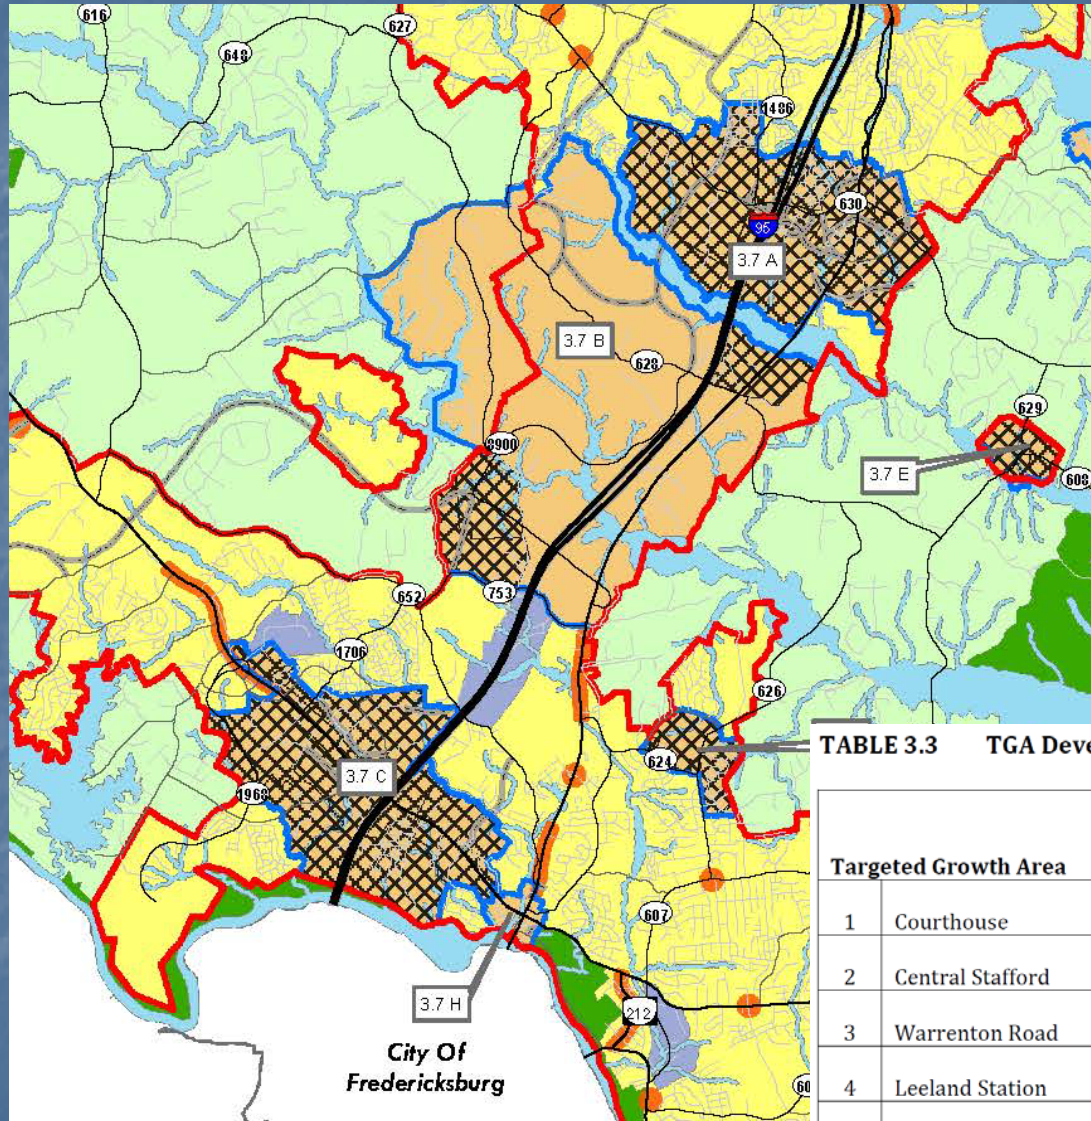 616
627
648
1486
630
95
3.7 A
3.7 B
628
629
8900
3.7 E
608
753
652
1706
626
624
3.7 C
1968
607
3.7 H
212
City Of
Fredericksburg
TABLE 3.3 TGA Deve
Targeted Growth Area
1 Courthouse
2 Central Stafford
3 Warrenton Road
4 Leeland Station